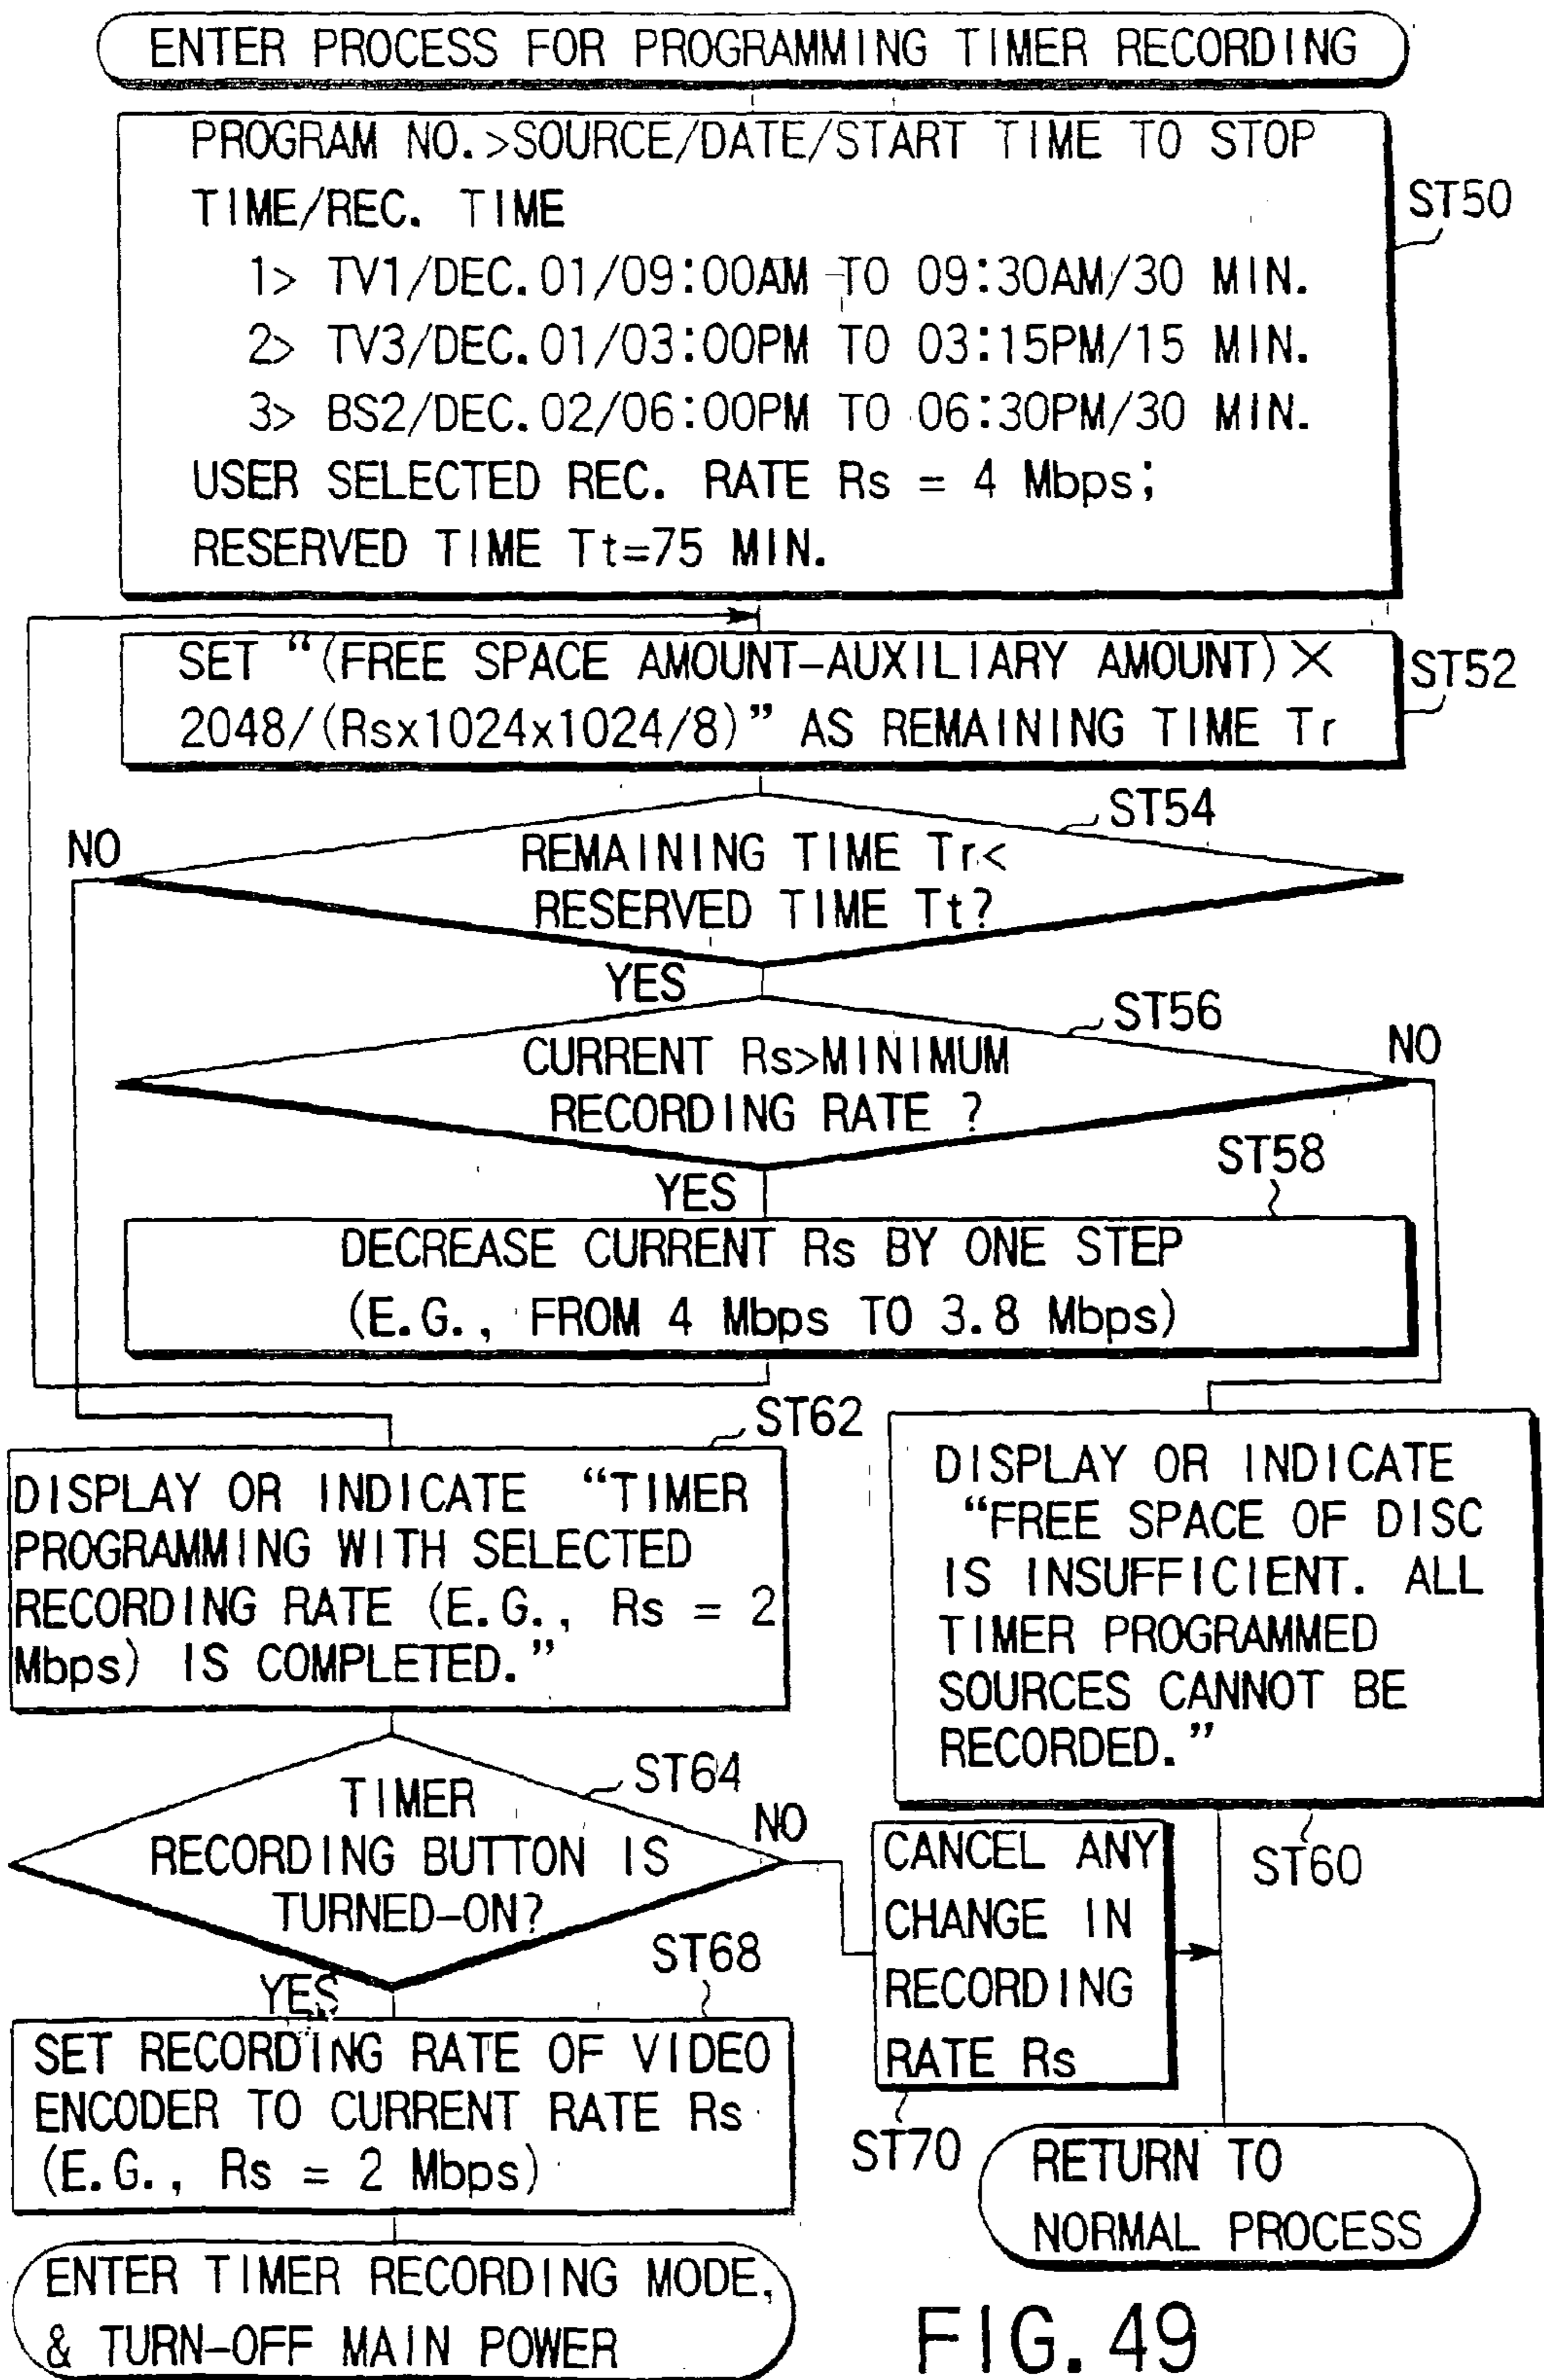 ENTER PROCESS FOR PROGRAMMING TIMER RECORDING
PROGRAM NO.>SOURCE/DATE/START TIME TO STOP
TIME/REC. TIME
1> TV1/DEC.01/09:00AM TO 09:30AM/30 MIN.
2> TV3/DEC.01/03:00PM TO 03:15PM/15 MIN.
3> BS2/DEC.02/06:00PM TO 06:30PM/30 MIN.
USER SELECTED REC. RATE Rs = 4 Mbps;
RESERVED TIME Tt=75 MIN.
ST50
SET “(FREE SPACE AMOUNT-AUXILIARY AMOUNT)×
2048/(Rsx1024x1024/8)” AS REMAINING TIME Tr
ST52
ST54
NO
REMAINING TIME Tr<
RESERVED TIME Tt?
YES
ST56
CURRENT Rs>MINIMUM
RECORDING RATE ?
NO
YES
ST58
DECREASE CURRENT Rs BY ONE STEP
(E.G., FROM 4 Mbps TO 3.8 Mbps)
ST62
DISPLAY OR INDICATE “TIMER
PROGRAMMING WITH SELECTED
RECORDING RATE (E.G., Rs = 2
Mbps) IS COMPLETED.”
DISPLAY OR INDICATE
“FREE SPACE OF DISC
IS INSUFFICIENT. ALL
TIMER PROGRAMMED
SOURCES CANNOT BE
RECORDED.”
ST60
ST64
TIMER
RECORDING BUTTON IS
TURNED-ON?
NO
YES
CANCEL ANY
CHANGE IN
RECORDING
RATE Rs
ST70
ST68
SET RECORDING RATE OF VIDEO
ENCODER TO CURRENT RATE Rs
(E.G., Rs = 2 Mbps)
RETURN TO
NORMAL PROCESS
ENTER TIMER RECORDING MODE,
& TURN-OFF MAIN POWER
FIG. 49